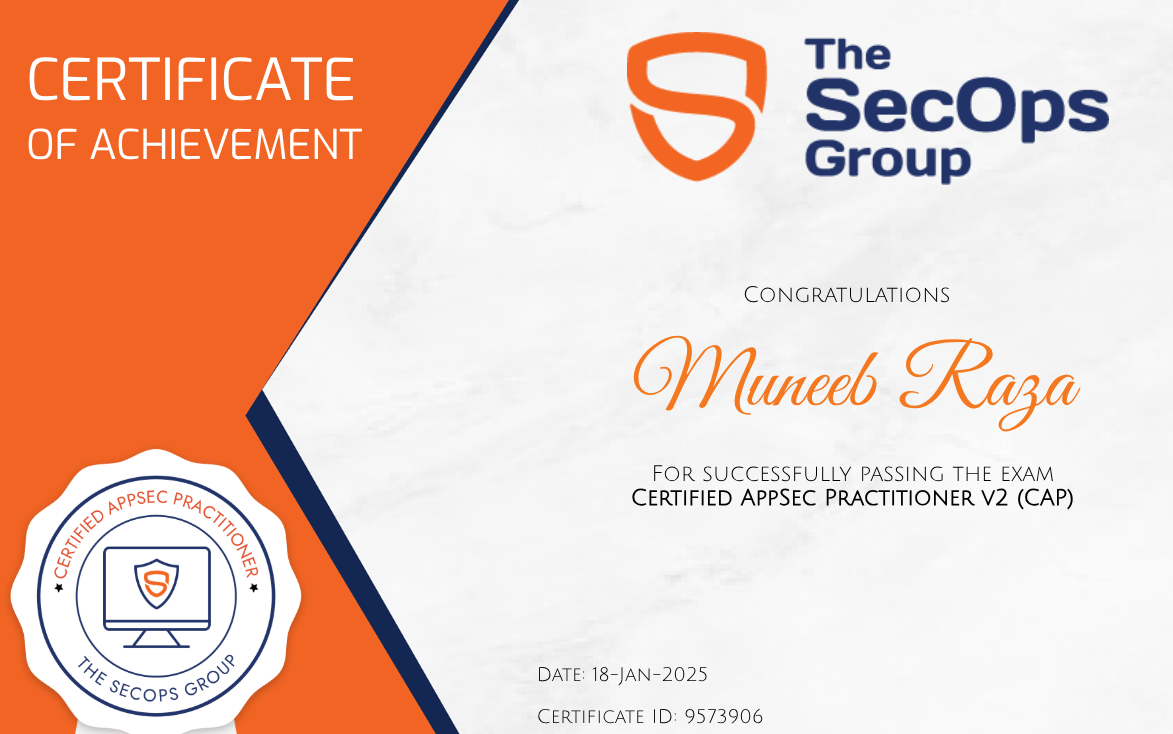 CERTIFICATE
OF ACHIEVEMENT
The
SecOps
Group
Congratulations
Muneeb Raza
For successfully passing the exam
Certified AppSec Practitioner v2 (CAP)
CERTIFIED APPSEC PRACTITIONER
THE SECOPS GROUP
Date: 18-Jan-2025
Certificate ID: 9573906